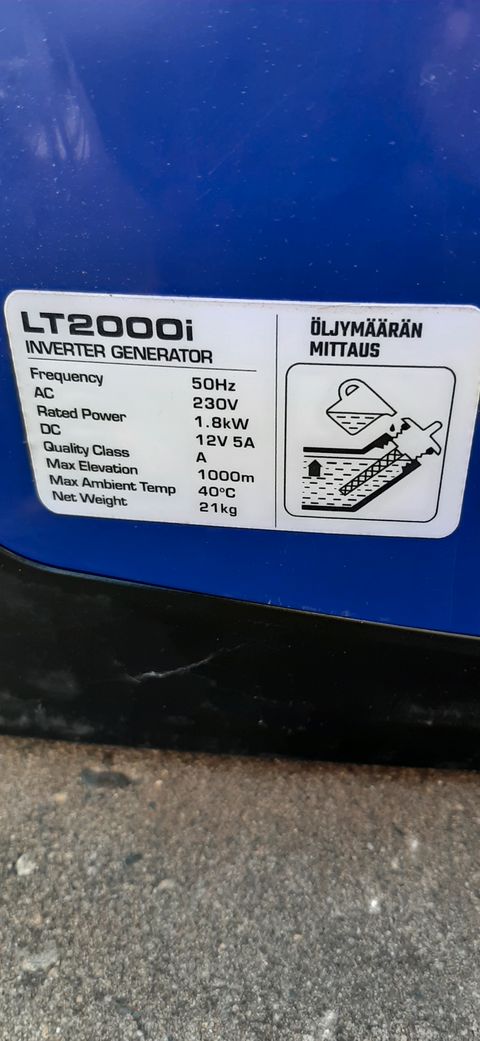 LT2000i
INVERTER GENERATOR
Frequency 50Hz
AC 230V
Rated Power 1.8kW
DC 12V 5A
Quality Class A
Max Elevation 1000m
Max Ambient Temp 40°C
Net Weight 21kg
ÖLJYMÄÄRÄN
MITTAUS